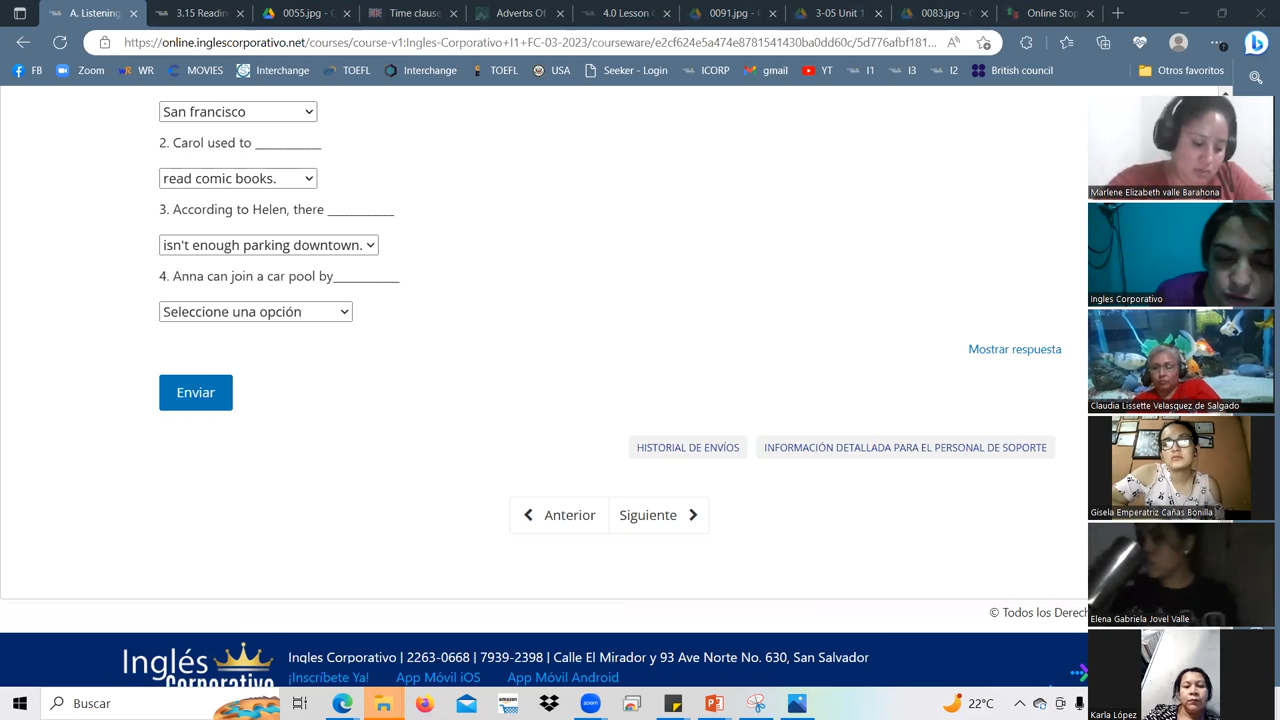 A. Listening
3.15 Readin
0055.jpg - G
Time clause
Adverbs Of
4.0 Lesson
0091.jpg -
3-05 Unit 1
0083.jpg -
Online Stop
https://online.inglescorporativo.net/courses/course-v1:Ingles-Corporativo+I1+FC-03-2023/courseware/e2cf624e5a474e8781541430ba0dd60c/5d776afbf181...
FB Zoom WR MOVIES Interchange TOEFL Interchange TOEFL USA Seeker - Login ICORP gmail YT I1 I3 I2 British council Otros favoritos
San francisco
2. Carol used to ___________
read comic books.
3. According to Helen, there ___________
isn't enough parking downtown.
4. Anna can join a car pool by___________
Seleccione una opción
Mostrar respuesta
Enviar
HISTORIAL DE ENVÍOS INFORMACIÓN DETALLADA PARA EL PERSONAL DE SOPORTE
Anterior Siguiente
© Todos los Derech
Inglés Corporativo
Ingles Corporativo | 2263-0668 | 7939-2398 | Calle El Mirador y 93 Ave Norte No. 630, San Salvador
¡Inscríbete Ya! App Móvil iOS App Móvil Android
Marlene Elizabeth valle Barahona
Ingles Corporativo
Claudia Lissette Velasquez de Salgado
Gisela Emperatriz Cañas Bonilla
Elena Gabriela Jovel Valle
Karla López
Buscar
22°C